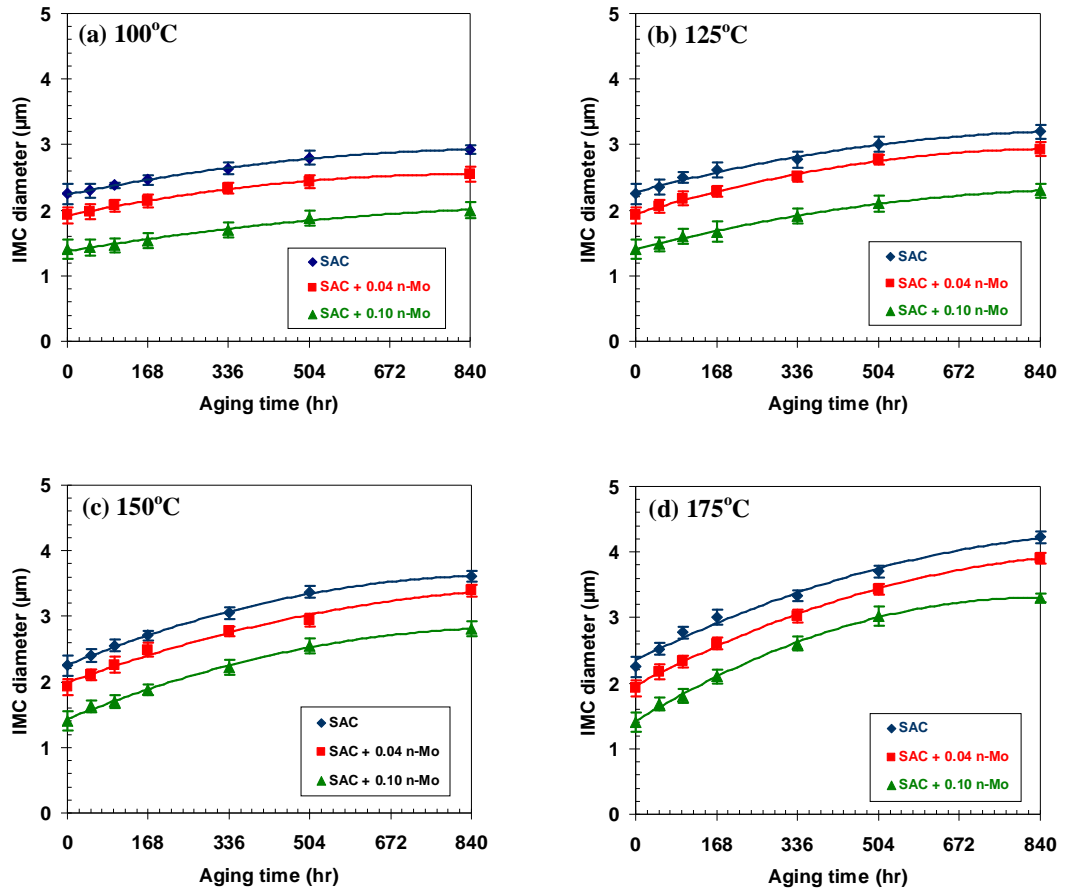 (a) 100°C
IMC diameter (µm)
5
4
3
2
1
0
SAC
SAC + 0.04 n-Mo
SAC + 0.10 n-Mo
0 168 336 504 672 840
Aging time (hr)
(b) 125°C
IMC diameter (µm)
5
4
3
2
1
0
SAC
SAC + 0.04 n-Mo
SAC + 0.10 n-Mo
0 168 336 504 672 840
Aging time (hr)
(c) 150°C
IMC diameter (µm)
5
4
3
2
1
0
SAC
SAC + 0.04 n-Mo
SAC + 0.10 n-Mo
0 168 336 504 672 840
Aging time (hr)
(d) 175°C
IMC diameter (µm)
5
4
3
2
1
0
SAC
SAC + 0.04 n-Mo
SAC + 0.10 n-Mo
0 168 336 504 672 840
Aging time (hr)